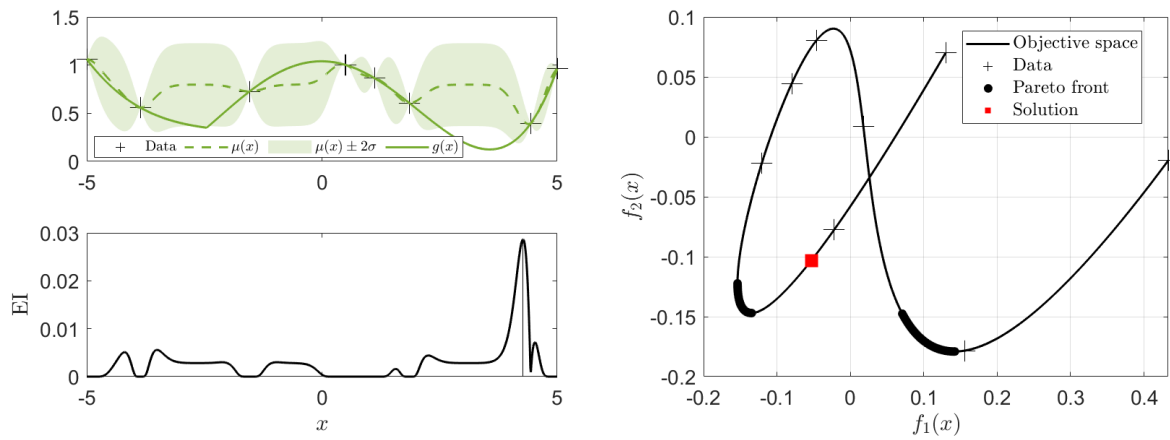 1.5
1
0.5
0
Data μ(x) μ(x) ± 2σ g(x)
-5 0 5
0.03
0.02
0.01
0
EI
-5 0 5
x
0.1
0.05
0
-0.05
-0.1
-0.15
-0.2
f₂(x)
Objective space
Data
Pareto front
Solution
-0.2 -0.1 0 0.1 0.2 0.3 0.4
f₁(x)